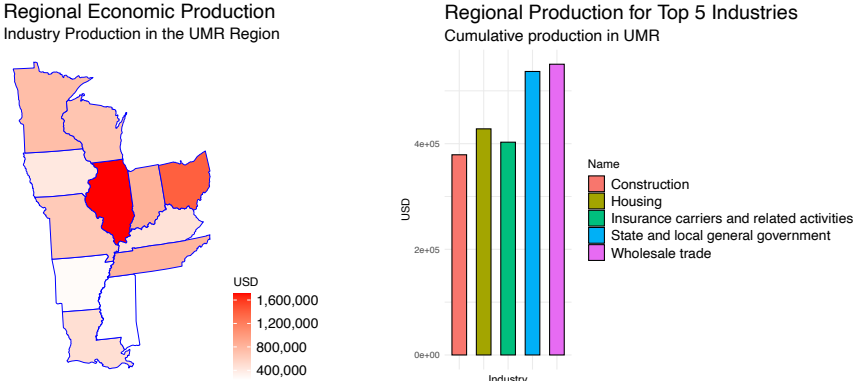 Regional Economic Production
Industry Production in the UMR Region
USD
1,600,000
1,200,000
800,000
400,000
Regional Production for Top 5 Industries
Cumulative production in UMR
USD
4e+05
2e+05
0e+00
Industry
Name
Construction
Housing
Insurance carriers and related activities
State and local general government
Wholesale trade